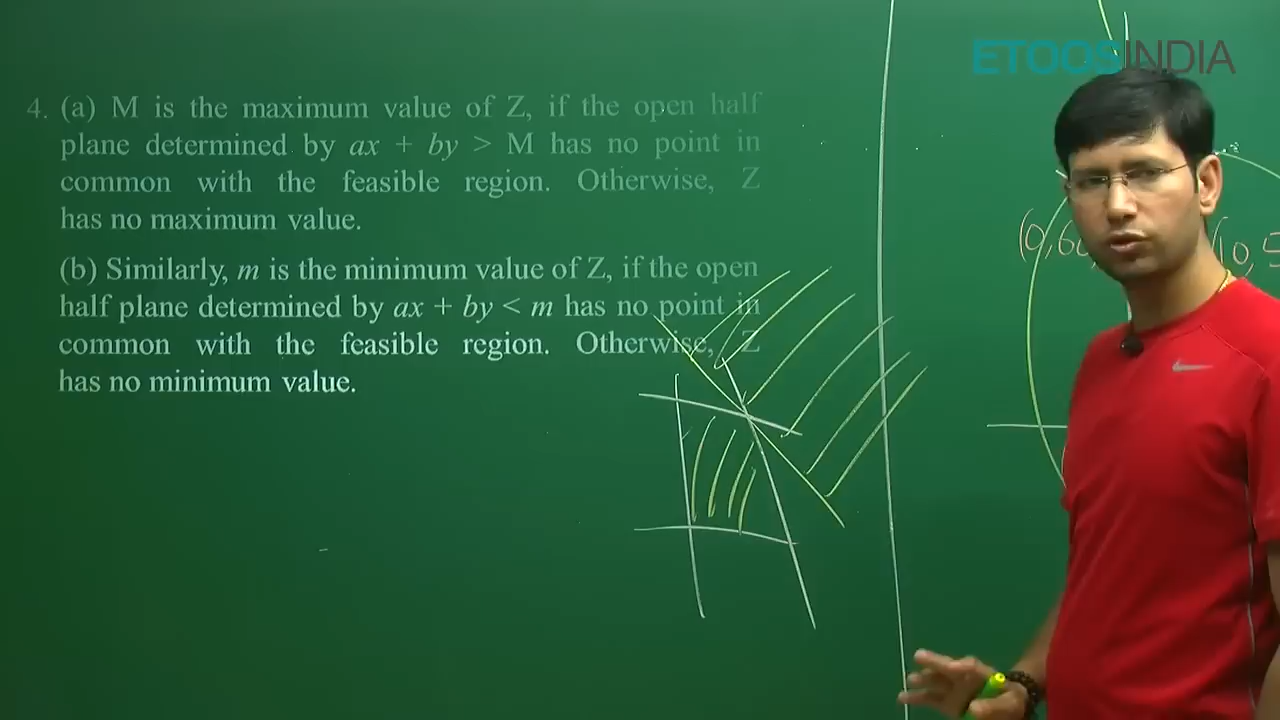 ETOOSINDIA
4. (a) M is the maximum value of Z, if the open half
plane determined by ax + by > M has no point in
common with the feasible region. Otherwise, Z
has no maximum value.
(b) Similarly, m is the minimum value of Z, if the open
half plane determined by ax + by < m has no point in
common with the feasible region. Otherwise, Z
has no minimum value.